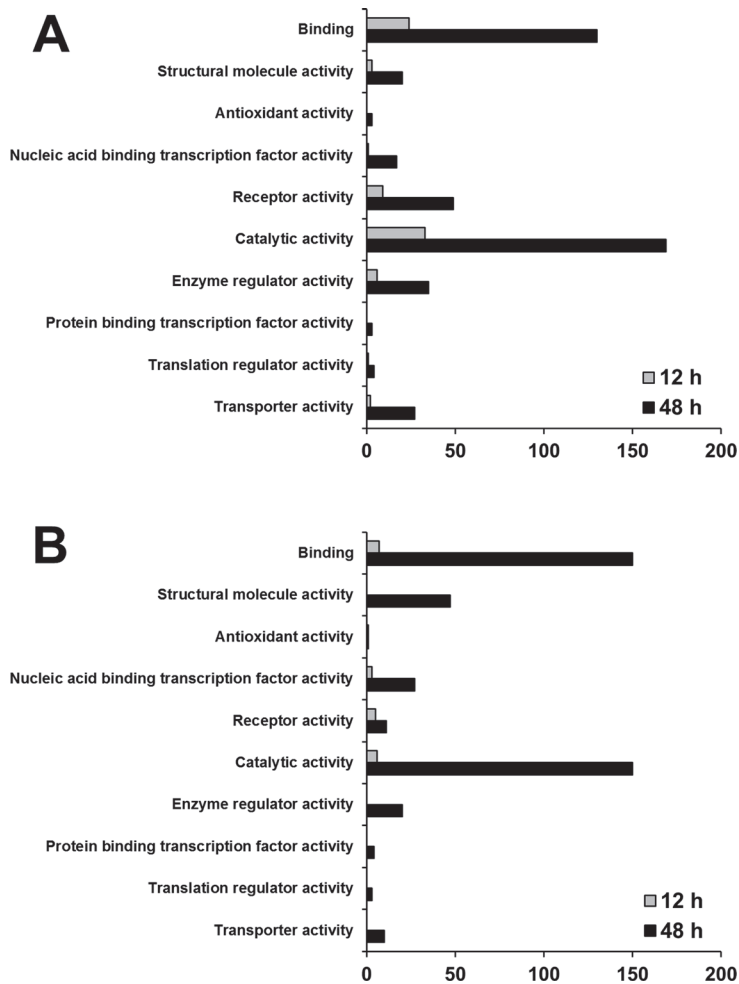 A
Binding
Structural molecule activity
Antioxidant activity
Nucleic acid binding transcription factor activity
Receptor activity
Catalytic activity
Enzyme regulator activity
Protein binding transcription factor activity
Translation regulator activity
Transporter activity
12 h
48 h
0 50 100 150 200
B
Binding
Structural molecule activity
Antioxidant activity
Nucleic acid binding transcription factor activity
Receptor activity
Catalytic activity
Enzyme regulator activity
Protein binding transcription factor activity
Translation regulator activity
Transporter activity
12 h
48 h
0 50 100 150 200